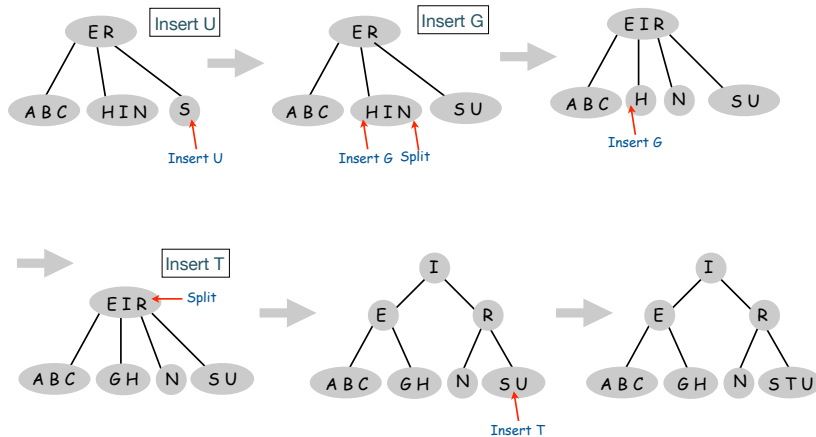 E R
Insert U
A B C
H I N
S
Insert U
E R
Insert G
A B C
H I N
S U
Insert G
Split
E I R
A B C
H
N
S U
Insert G
Insert T
E I R
Split
A B C
G H
N
S U
I
E
R
A B C
G H
N
S U
Insert T
I
E
R
A B C
G H
N
S T U